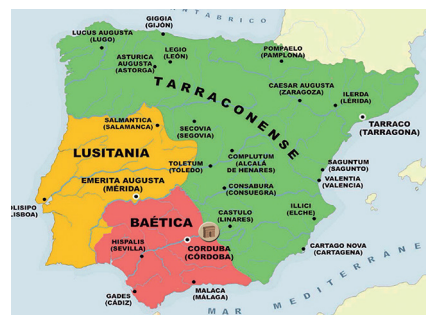 CANTÁBRICO
GIGGIA
(GIJÓN)
LUCUS AUGUSTA
(LUGO)
LEGIO
(LEÓN)
ASTURICA
AUGUSTA
(ASTORGA)
POMPAELO
(PAMPLONA)
TARRACONENSE
CAESAR AUGUSTA
(ZARAGOZA)
ILERDA
(LÉRIDA)
TARRACO
(TARRAGONA)
SALMANTICA
(SALAMANCA)
SECOVIA
(SEGOVIA)
LUSITANIA
TOLETUM
(TOLEDO)
COMPLUTUM
(ALCALÁ
DE HENARES)
SAGUNTUM
(SAGUNTO)
VALENTIA
(VALENCIA)
EMERITA AUGUSTA
(MÉRIDA)
CONSABURA
(CONSUEGRA)
OLISIPO
LISBOA)
BAÉTICA
CASTULO
(LINARES)
ILLICI
(ELCHE)
HISPALIS
(SEVILLA)
CORDUBA
(CÓRDOBA)
CARTAGO NOVA
(CARTAGENA)
GADES
(CÁDIZ)
MALACA
(MÁLAGA)
MAR MEDITERRANE